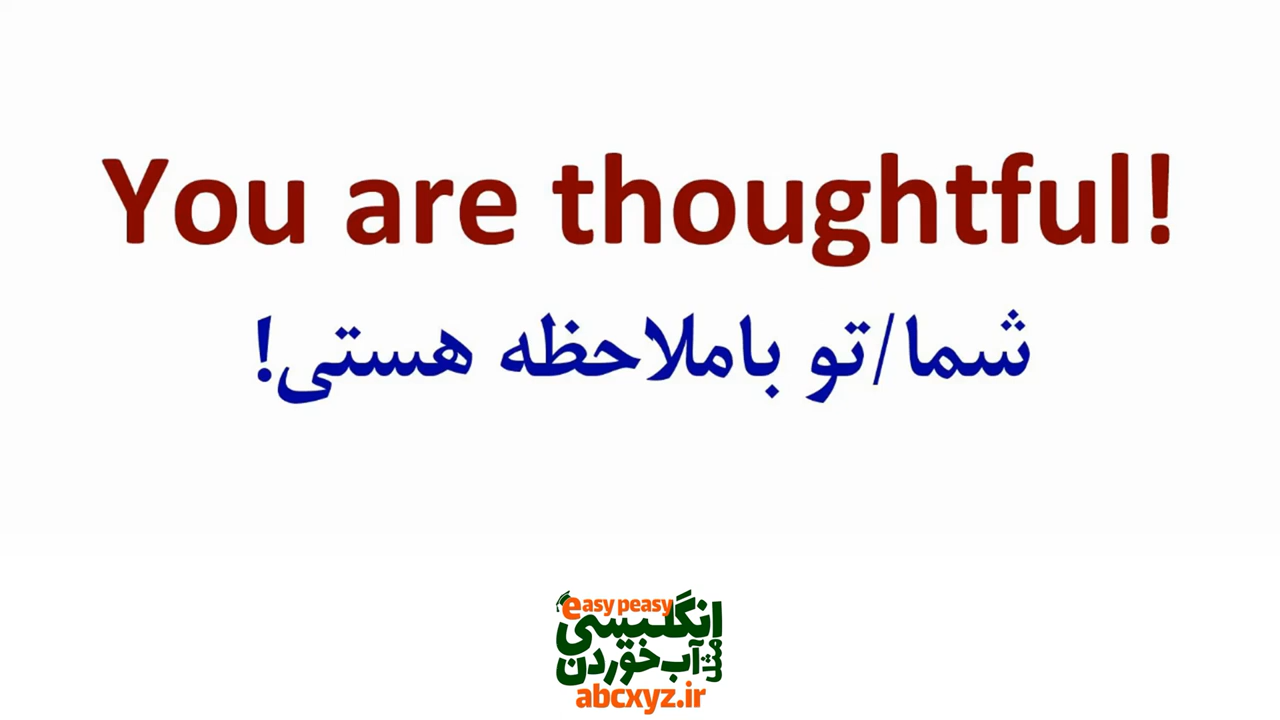 You are thoughtful!
شما/تو باملاحظه هستی!
easy peasy
انگلیسی
مثل آب خوردن
abcxyz.ir